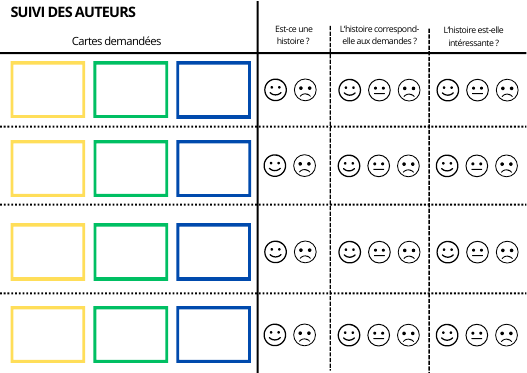 SUIVI DES AUTEURS
Cartes demandées
Est-ce une
histoire ?
L'histoire correspond-
elle aux demandes ?
L'histoire est-elle
intéressante ?